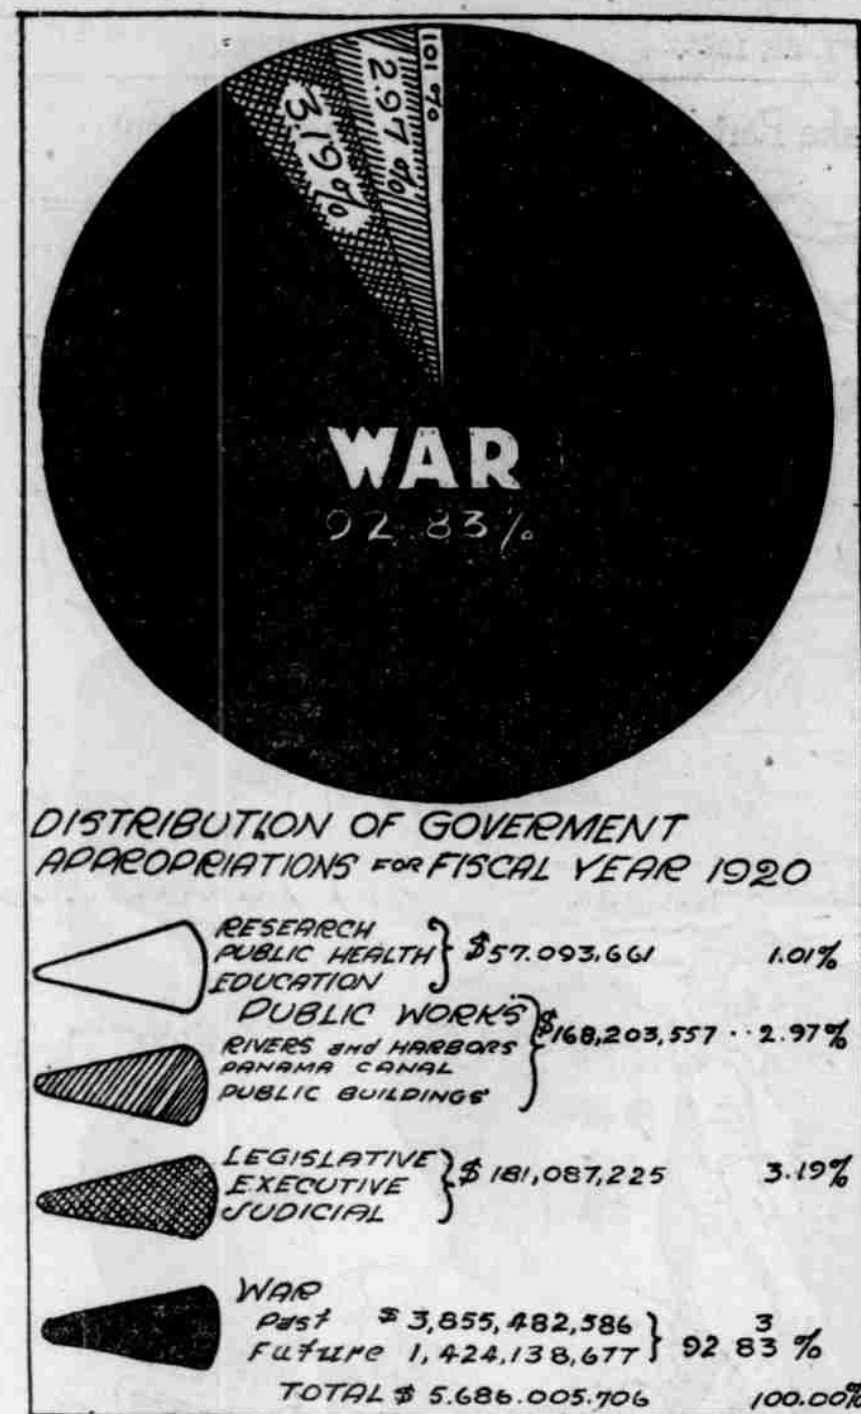 3.19%
2.97%
1.01 %
WAR
92.83%
DISTRIBUTION OF GOVERMENT
APPROPRIATIONS FOR FISCAL YEAR 1920
RESEARCH
PUBLIC HEALTH $57.093.661 1.01%
EDUCATION
PUBLIC WORKS
RIVERS and HARBORS $168,203,557 ·· 2.97%
PANAMA CANAL
PUBLIC BUILDINGS
LEGISLATIVE
EXECUTIVE $ 181,087,225 3.19%
JUDICIAL
WAR
Past $ 3,855,482,586 3
Future 1,424,138,677 92 83 %
TOTAL $ 5.686.005.706 100.00%